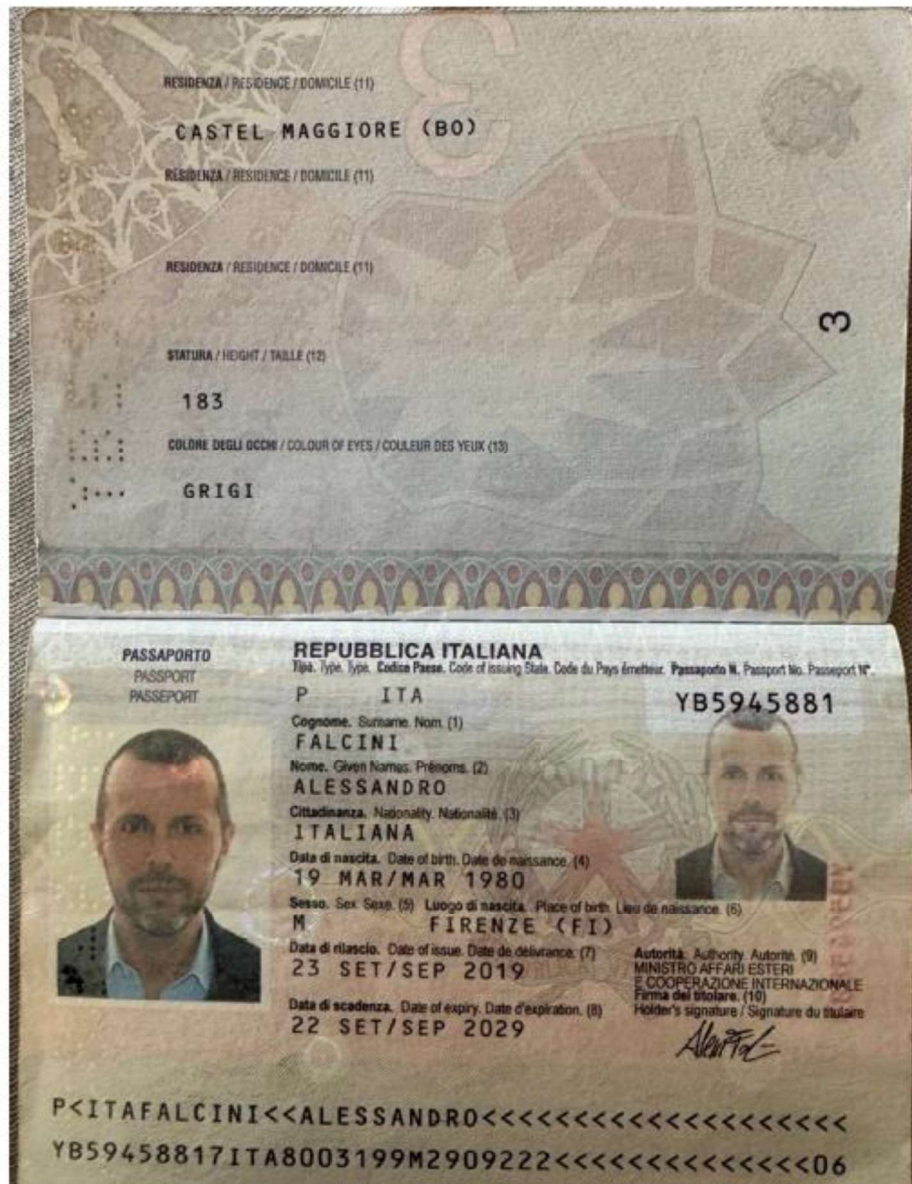 RESIDENZA / RESIDENCE / DOMICILE (11)
CASTEL MAGGIORE (BO)
RESIDENZA / RESIDENCE / DOMICILE (11)
RESIDENZA / RESIDENCE / DOMICILE (11)
3
STATURA / HEIGHT / TAILLE (12)
183
COLORE DEGLI OCCHI / COLOUR OF EYES / COULEUR DES YEUX (13)
GRIGI
PASSAPORTO
PASSPORT
PASSEPORT
REPUBBLICA ITALIANA
Tipo. Type. Type. Codice Paese. Code of issuing State. Code du Pays émetteur. Passaporto N. Passport No. Passeport N°.
P ITA YB5945881
Cognome. Surname. Nom. (1)
FALCINI
Nome. Given Names. Prénoms. (2)
ALESSANDRO
Cittadinanza. Nationality. Nationalité. (3)
ITALIANA
Data di nascita. Date of birth. Date de naissance. (4)
19 MAR/MAR 1980
Sesso. Sex. Sexe. (5) Luogo di nascita. Place of birth. Lieu de naissance. (6)
M FIRENZE (FI)
Data di rilascio. Date of issue. Date de délivrance. (7)
23 SET/SEP 2019
Autorità. Authority. Autorité. (9)
MINISTRO AFFARI ESTERI
E COOPERAZIONE INTERNAZIONALE
Data di scadenza. Date of expiry. Date d'expiration. (8)
22 SET/SEP 2029
Firma del titolare. (10)
Holder's signature / Signature du titulaire
P<ITAFALCINI<<ALESSANDRO<<<<<<<<<<<<<<<<<<<<
YB59458817ITA8003199M2909222<<<<<<<<<<<<<<06